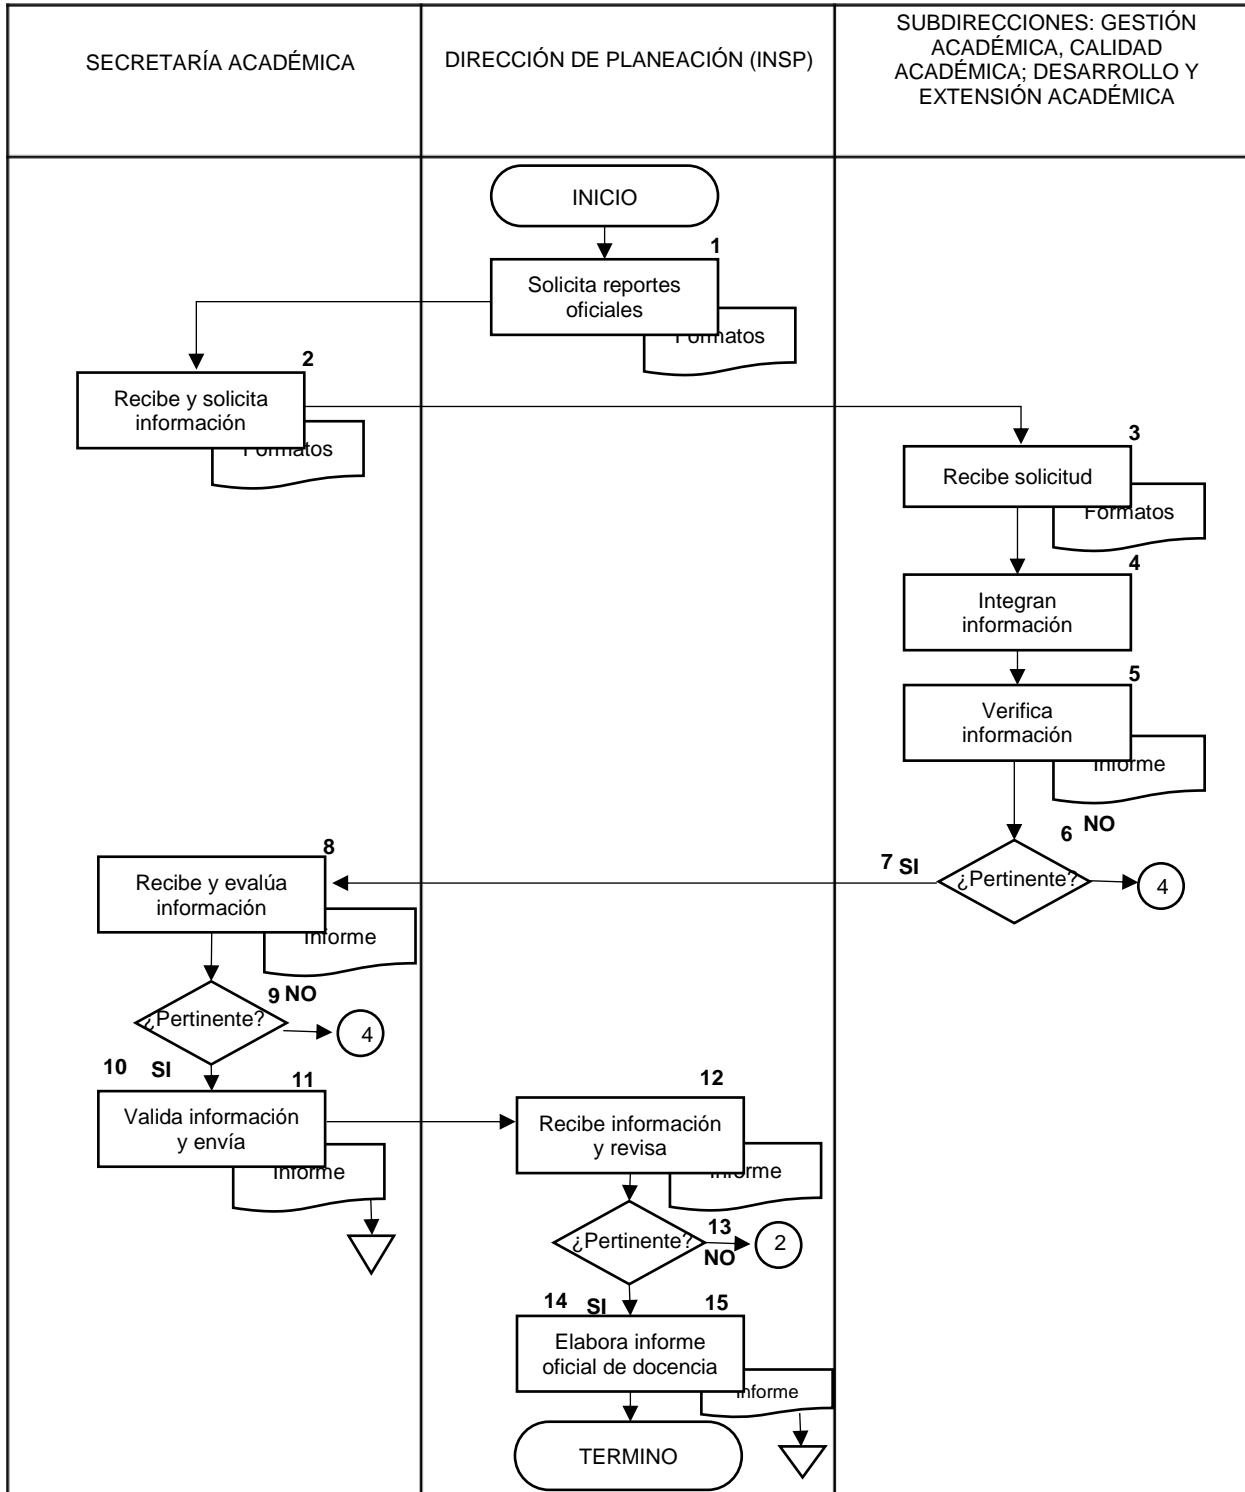 SECRETARÍA ACADÉMICA
DIRECCIÓN DE PLANEACIÓN (INSP)
SUBDIRECCIONES: GESTIÓN
ACADÉMICA, CALIDAD
ACADÉMICA; DESARROLLO Y
EXTENSIÓN ACADÉMICA
INICIO
1
Solicita reportes
oficiales
Formatos
2
Recibe y solicita
información
Formatos
3
Recibe solicitud
Formatos
4
Integran
información
5
Verifica
información
Informe
6 NO
7 SI
¿Pertinente?
4
8
Recibe y evalúa
información
Informe
9 NO
¿Pertinente?
4
10 SI
11
Valida información
y envía
Informe
12
Recibe información
y revisa
Informe
13
NO
¿Pertinente?
2
14 SI
15
Elabora informe
oficial de docencia
Informe
TERMINO